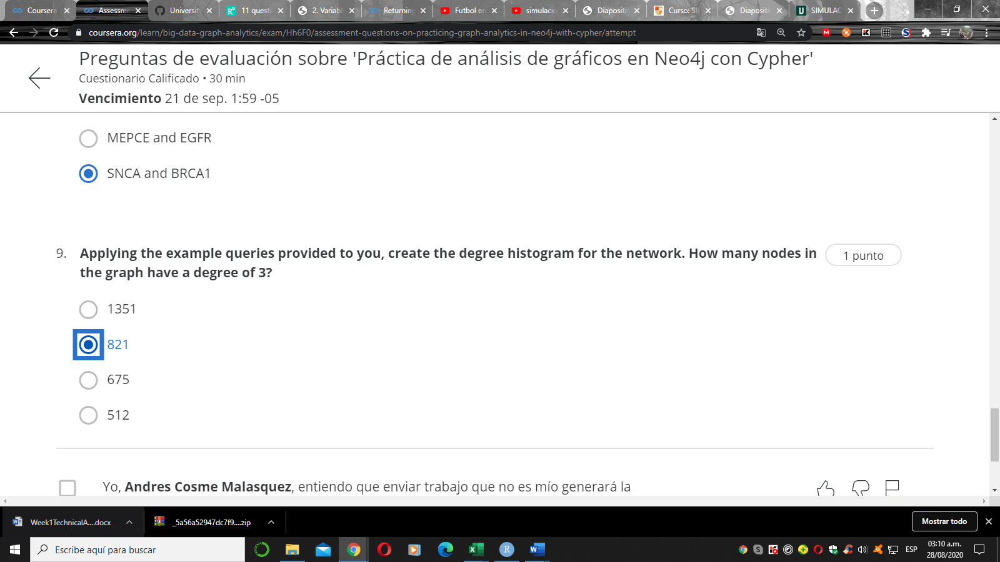 Coursera
Assessme
University
11 questi
2. Variabl
Returning
Futbol en
simulacio
Diapositi
Curso: SI
Diapositi
SIMULAC
coursera.org/learn/big-data-graph-analytics/exam/Hh6F0/assessment-questions-on-practicing-graph-analytics-in-neo4j-with-cypher/attempt
Preguntas de evaluación sobre 'Práctica de análisis de gráficos en Neo4j con Cypher'
Cuestionario Calificado • 30 min
Vencimiento 21 de sep. 1:59 -05
MEPCE and EGFR
SNCA and BRCA1
9. Applying the example queries provided to you, create the degree histogram for the network. How many nodes in
the graph have a degree of 3?
1 punto
1351
821
675
512
Yo, Andres Cosme Malasquez, entiendo que enviar trabajo que no es mío generará la
Week1TechnicalA....docx
_5a56a52947dc7f9....zip
Mostrar todo
Escribe aquí para buscar
ESP
03:10 a.m.
28/08/2020